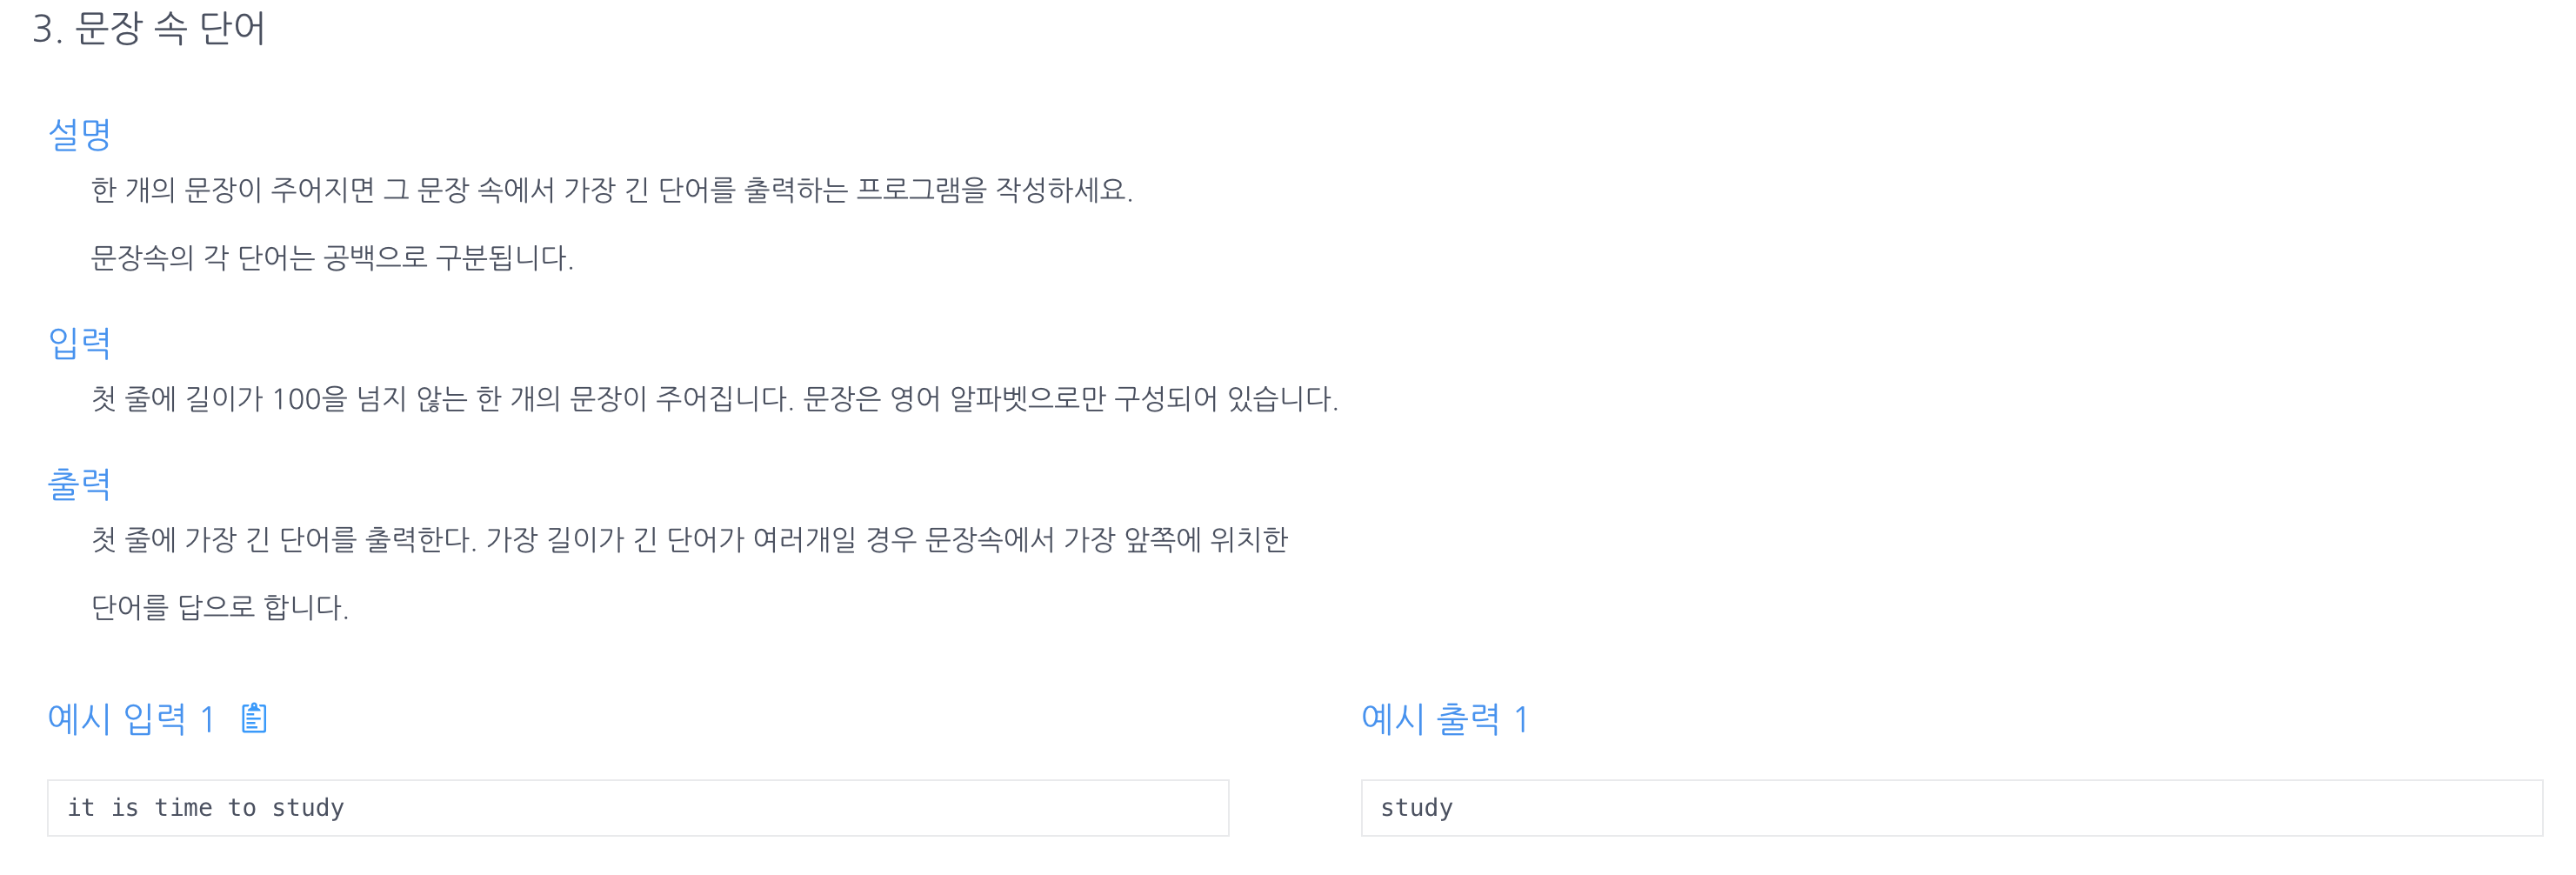 3. 문장 속 단어
설명
한 개의 문장이 주어지면 그 문장 속에서 가장 긴 단어를 출력하는 프로그램을 작성하세요.
문장속의 각 단어는 공백으로 구분됩니다.
입력
첫 줄에 길이가 100을 넘지 않는 한 개의 문장이 주어집니다. 문장은 영어 알파벳으로만 구성되어 있습니다.
출력
첫 줄에 가장 긴 단어를 출력한다. 가장 길이가 긴 단어가 여러개일 경우 문장속에서 가장 앞쪽에 위치한
단어를 답으로 합니다.
예시 입력 1
it is time to study
예시 출력 1
study